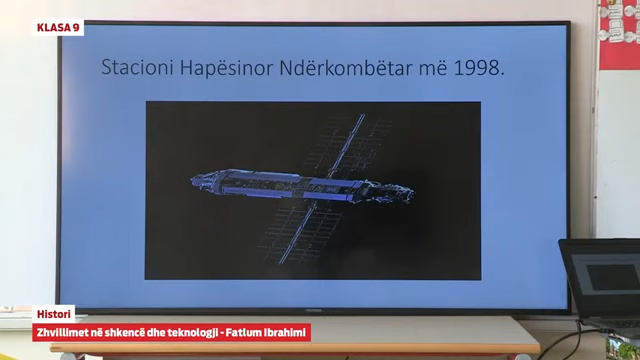 KLASA 9
Stacioni Hapësinor Ndërkombëtar më 1998.
Histori
Zhvillimet në shkencë dhe teknologji - Fatlum Ibrahimi